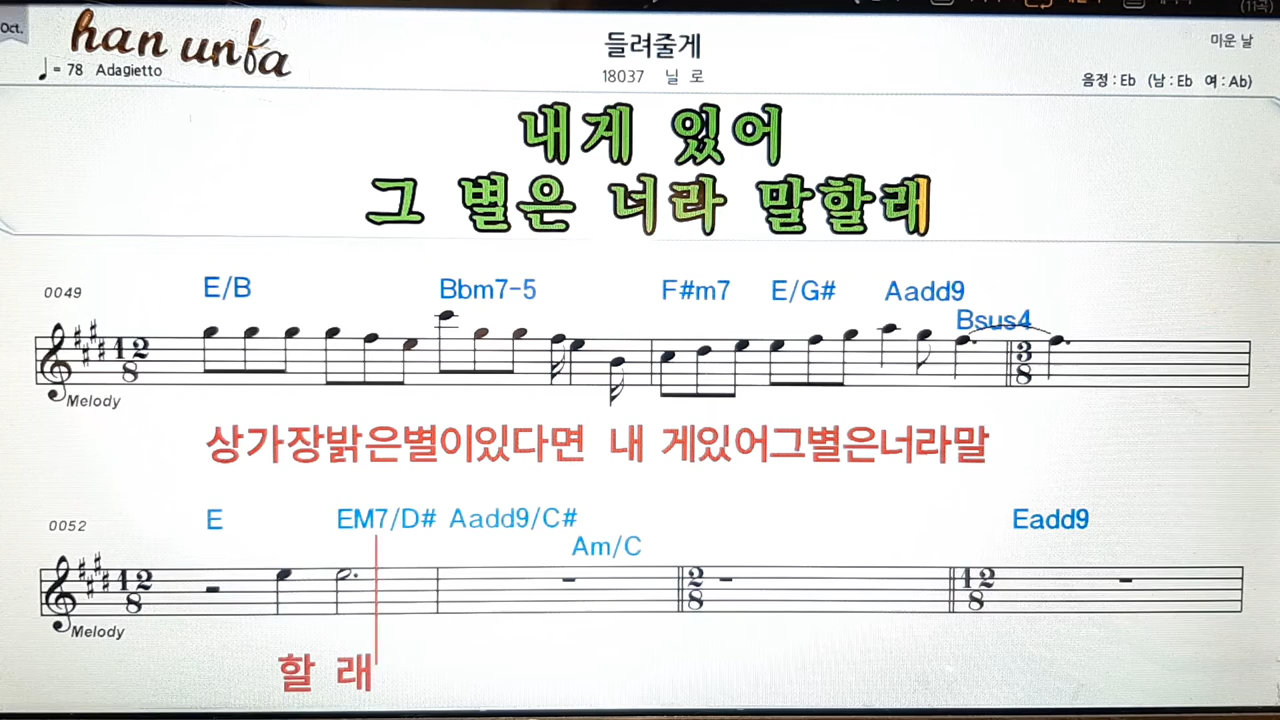 (11곡)
Oct.
han unfa
들려줄게
미운 날
♩= 78 Adagietto
18037 닐 로
음정 : Eb (남 : Eb 여 : Ab)
내게 있어
그 별은 너라 말할래
0049
E/B Bbm7-5 F#m7 E/G# Aadd9
Bsus4
12
8
3
8
Melody
상가장밝은별이있다면 내 게있어그별은너라말
0052
E EM7/D# Aadd9/C# Eadd9
Am/C
12
8
2
8
12
8
Melody
할 래